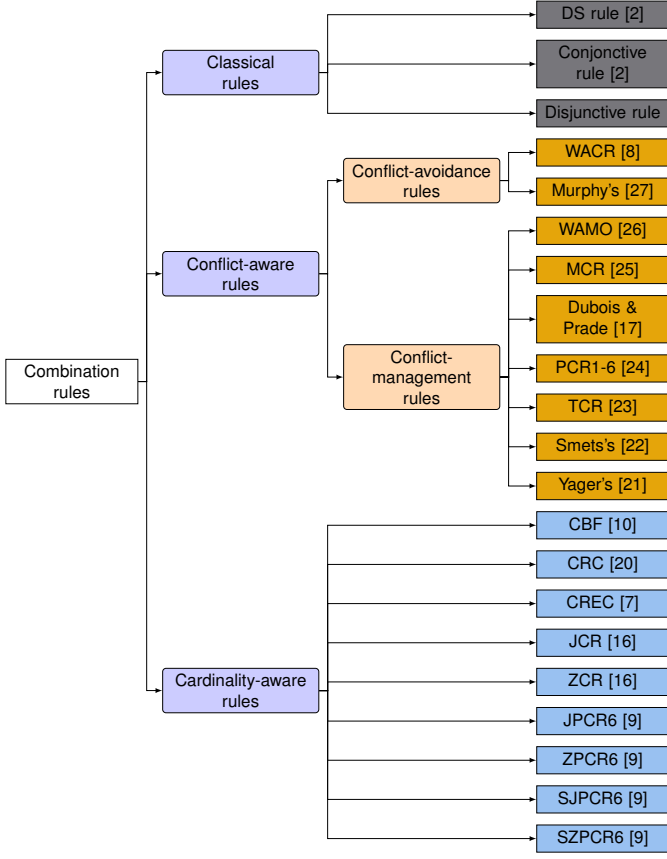 Combination
rules
Classical
rules
DS rule [2]
Conjonctive
rule [2]
Disjunctive rule
Conflict-aware
rules
Conflict-avoidance
rules
WACR [8]
Murphy's [27]
Conflict-
management
rules
WAMO [26]
MCR [25]
Dubois &
Prade [17]
PCR1-6 [24]
TCR [23]
Smets's [22]
Yager's [21]
Cardinality-aware
rules
CBF [10]
CRC [20]
CREC [7]
JCR [16]
ZCR [16]
JPCR6 [9]
ZPCR6 [9]
SJPCR6 [9]
SZPCR6 [9]